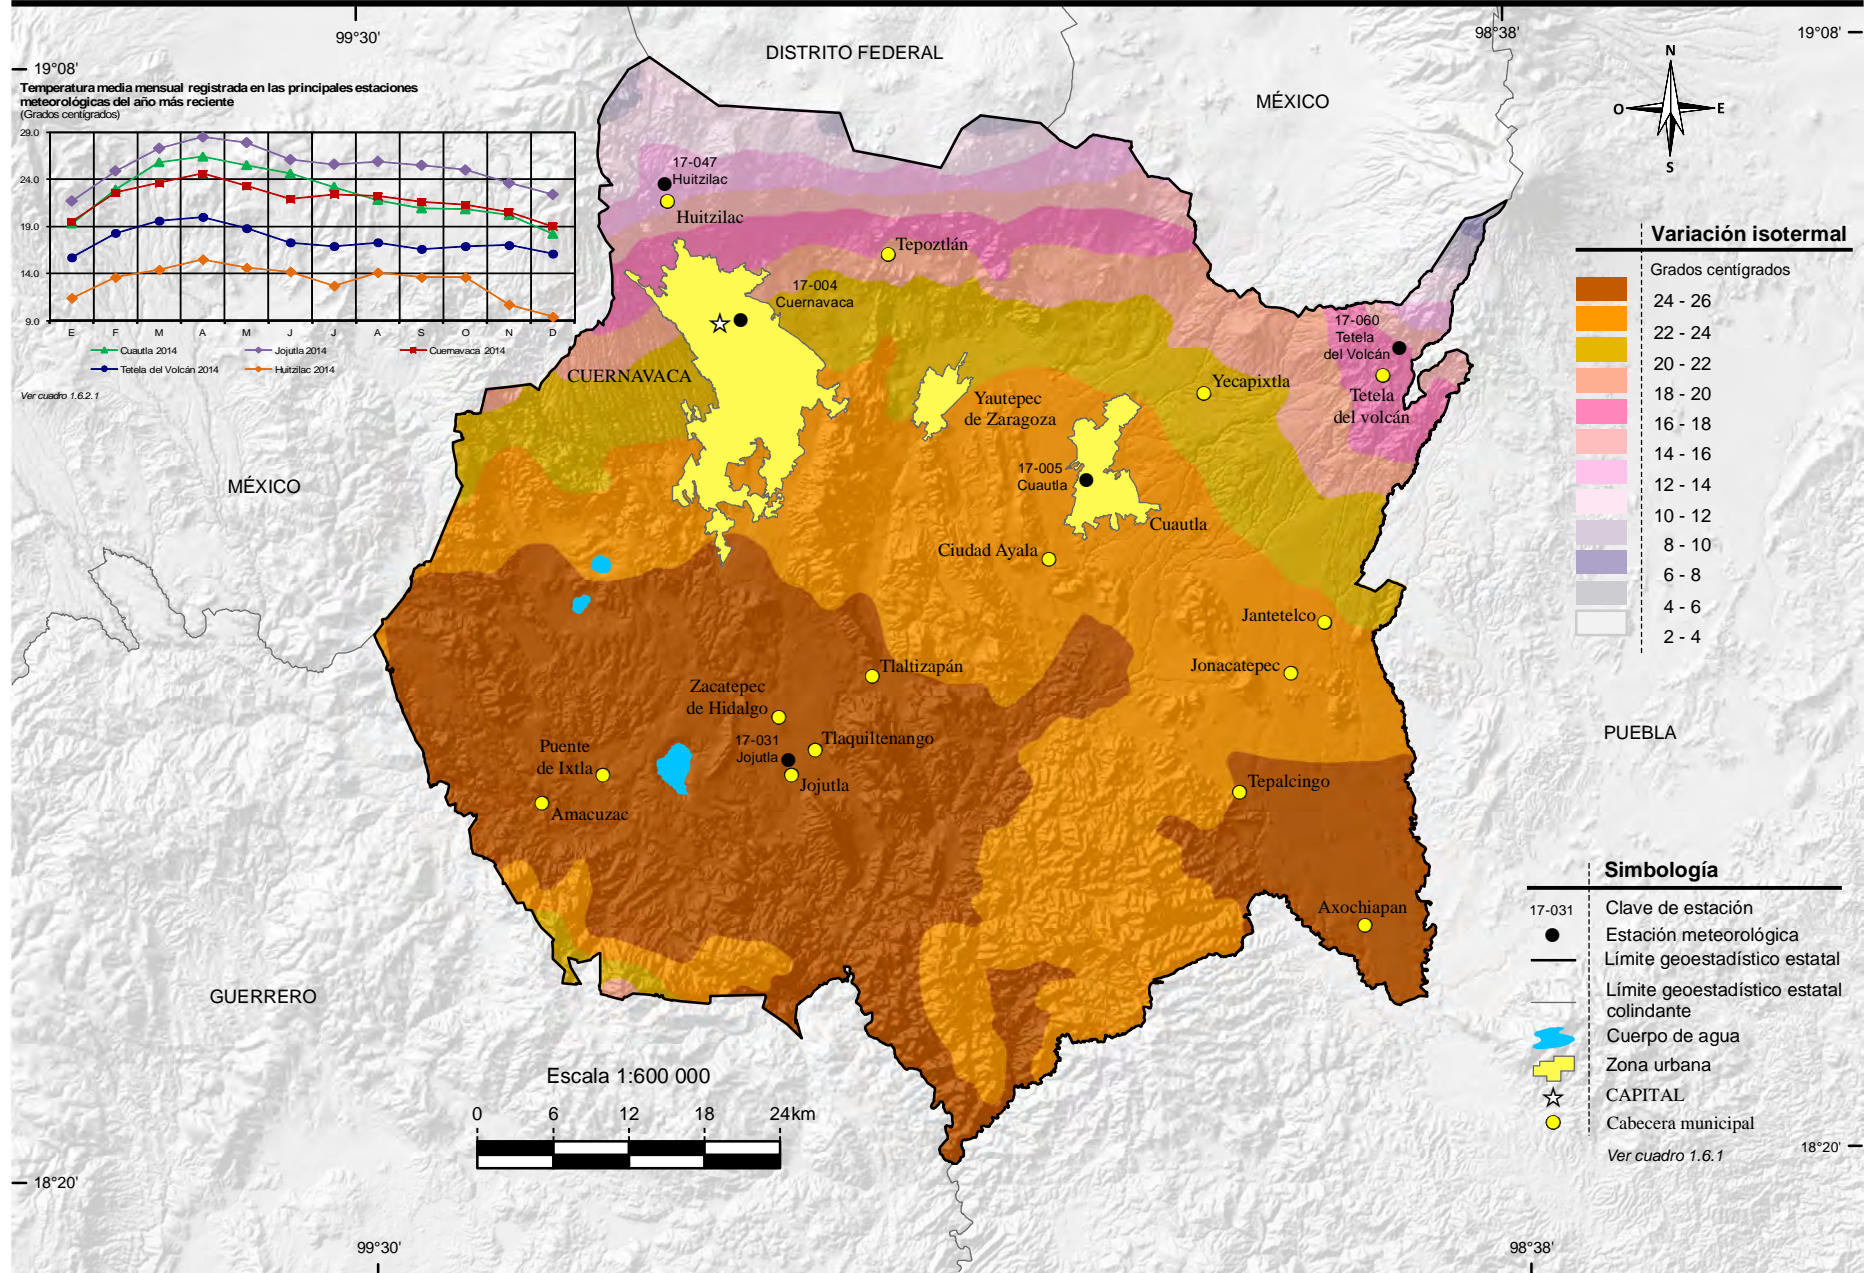 99°30'
98°38'
19°08'
19°08'
DISTRITO FEDERAL
MÉXICO
N
O
E
S
Temperatura media mensual registrada en las principales estaciones
meteorológicas del año más reciente
(Grados centígrados)
29.0
24.0
19.0
14.0
9.0
E F M A M J J A S O N D
Cuautla 2014
Jojutla 2014
Cuernavaca 2014
Tetela del Volcán 2014
Huitzilac 2014
Ver cuadro 1.6.2.1
17-047
Huitzilac
Huitzilac
Tepoztlán
17-004
Cuernavaca
CUERNAVACA
Yautepec
de Zaragoza
Yecapixtla
17-060
Tetela
del Volcán
Tetela
del volcán
17-005
Cuautla
Cuautla
Ciudad Ayala
MÉXICO
Jantetelco
Jonacatepec
Tlaltizapán
Zacatepec
de Hidalgo
Tlaquiltenango
17-031
Jojutla
Jojutla
Puente
de Ixtla
Amacuzac
Tepalcingo
Axochiapan
PUEBLA
GUERRERO
Variación isotermal
Grados centígrados
24 - 26
22 - 24
20 - 22
18 - 20
16 - 18
14 - 16
12 - 14
10 - 12
8 - 10
6 - 8
4 - 6
2 - 4
Simbología
17-031 Clave de estación
Estación meteorológica
Límite geoestadístico estatal
Límite geoestadístico estatal
colindante
Cuerpo de agua
Zona urbana
CAPITAL
Cabecera municipal
Ver cuadro 1.6.1
Escala 1:600 000
0 6 12 18 24km
18°20'
18°20'
99°30'
98°38'